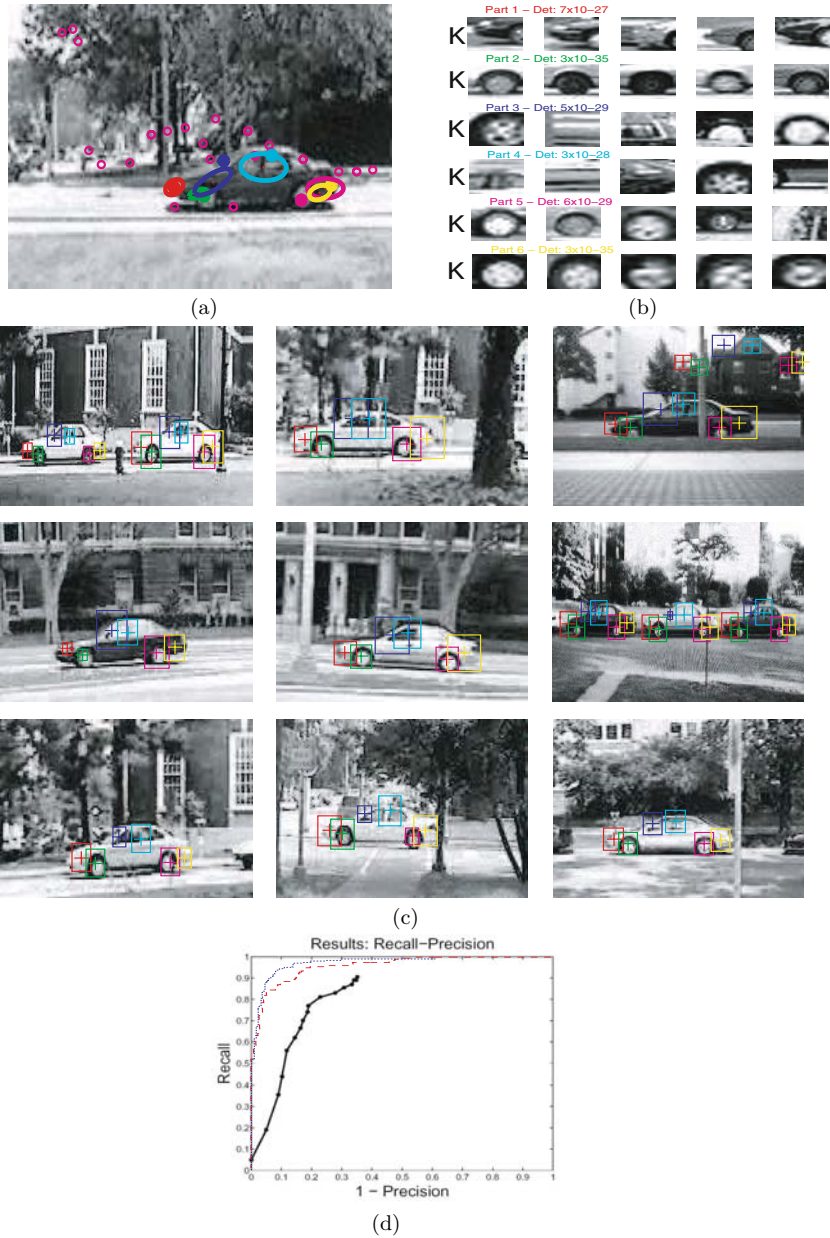 Part 1 – Det: 7x10–27
K
Part 2 – Det: 3x10–35
K
Part 3 – Det: 5x10–29
K
Part 4 – Det: 3x10–28
K
Part 5 – Det: 6x10–29
K
Part 6 – Det: 3x10–35
K
(a)
(b)
(c)
Results: Recall–Precision
1
0.9
0.8
0.7
0.6
0.5
0.4
0.3
0.2
0.1
0
Recall
0 0.1 0.2 0.3 0.4 0.5 0.6 0.7 0.8 0.9 1
1 – Precision
(d)